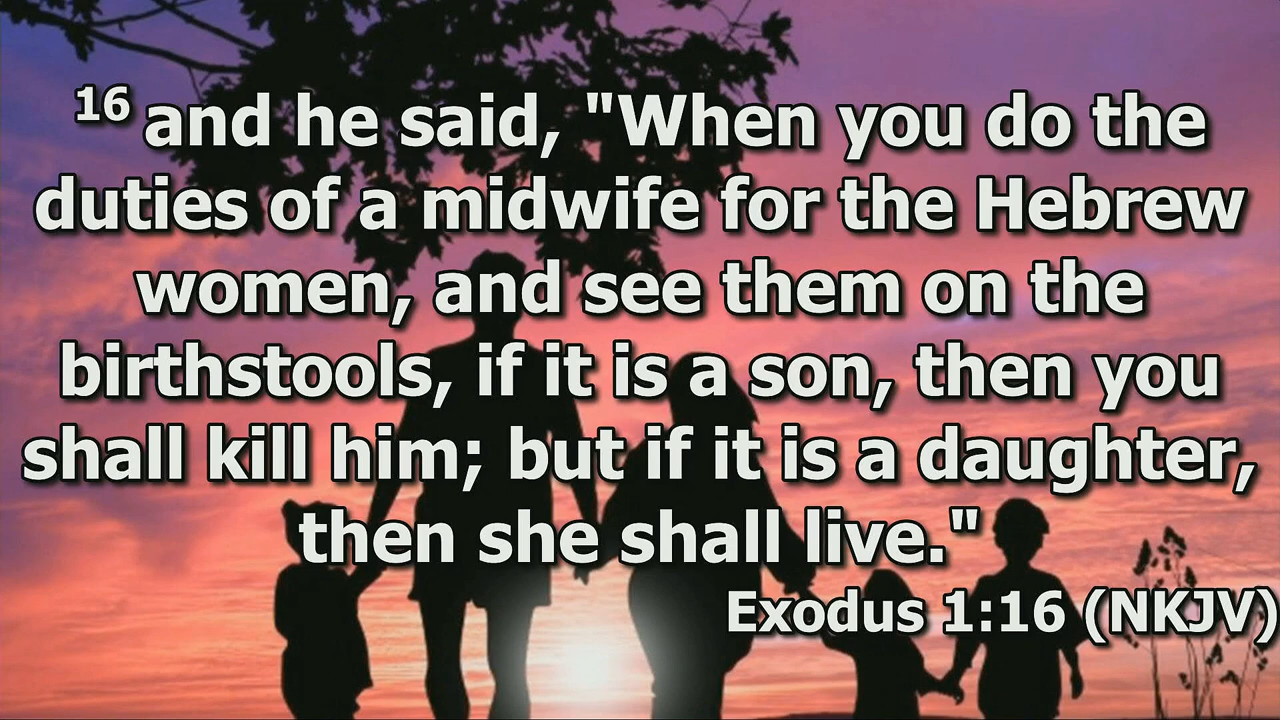 16 and he said, "When you do the
duties of a midwife for the Hebrew
women, and see them on the
birthstools, if it is a son, then you
shall kill him; but if it is a daughter,
then she shall live."
Exodus 1:16 (NKJV)